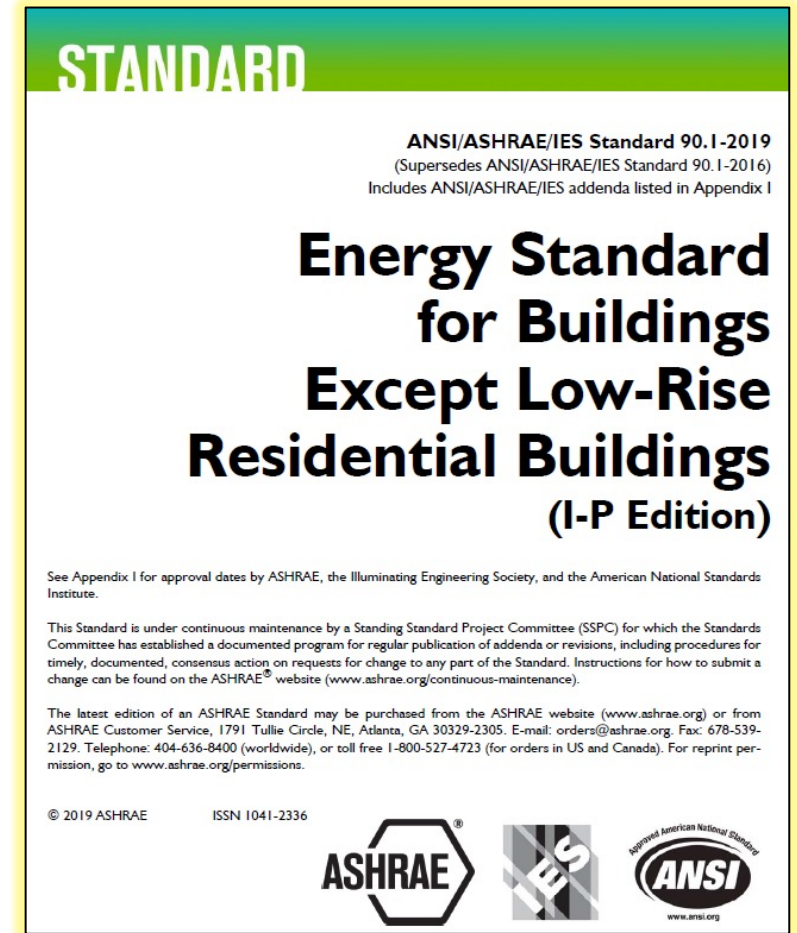 STANDARD
ANSI/ASHRAE/IES Standard 90.1-2019
(Supersedes ANSI/ASHRAE/IES Standard 90.1-2016)
Includes ANSI/ASHRAE/IES addenda listed in Appendix I
Energy Standard
for Buildings
Except Low-Rise
Residential Buildings
(I-P Edition)
See Appendix I for approval dates by ASHRAE, the Illuminating Engineering Society, and the American National Standards
Institute.
This Standard is under continuous maintenance by a Standing Standard Project Committee (SSPC) for which the Standards
Committee has established a documented program for regular publication of addenda or revisions, including procedures for
timely, documented, consensus action on requests for change to any part of the Standard. Instructions for how to submit a
change can be found on the ASHRAE® website (www.ashrae.org/continuous-maintenance).
The latest edition of an ASHRAE Standard may be purchased from the ASHRAE website (www.ashrae.org) or from
ASHRAE Customer Service, 1791 Tullie Circle, NE, Atlanta, GA 30329-2305. E-mail: orders@ashrae.org. Fax: 678-539-
2129. Telephone: 404-636-8400 (worldwide), or toll free 1-800-527-4723 (for orders in US and Canada). For reprint per-
mission, go to www.ashrae.org/permissions.
© 2019 ASHRAE ISSN 1041-2336
ASHRAE®
IES
Approved American National Standard
ANSI
www.ansi.org